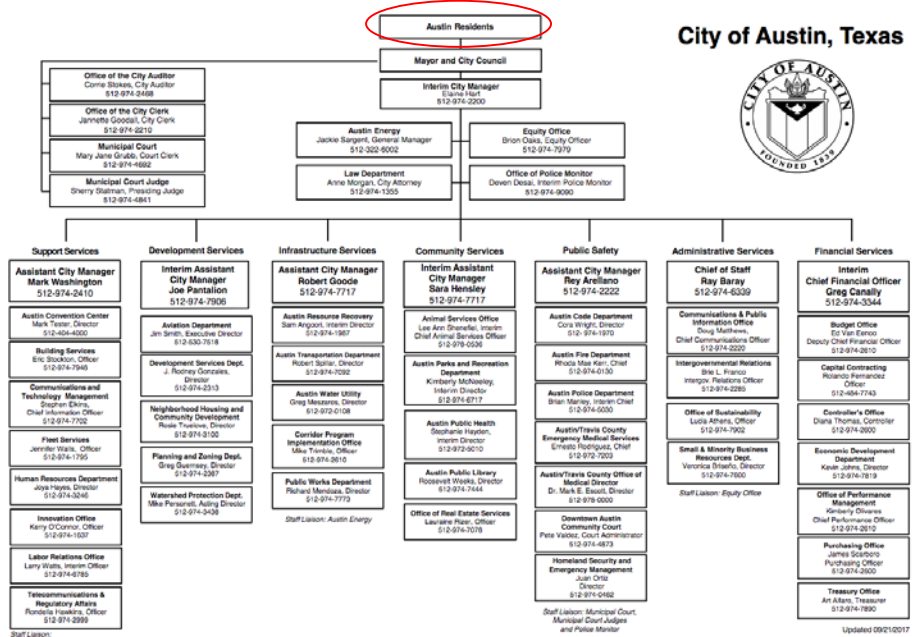 Austin Residents
City of Austin, Texas
Mayor and City Council
Interim City Manager
Elaine Hart
512-974-2200
CITY OF AUSTIN
FOUNDED 1839
Office of the City Auditor
Corrie Stokes, City Auditor
512-974-2468
Office of the City Clerk
Jannette Goodall, City Clerk
512-974-2210
Municipal Court
Mary Jane Grubb, Court Clerk
512-974-4692
Municipal Court Judge
Sherry Statman, Presiding Judge
512-974-4841
Austin Energy
Jackie Sargent, General Manager
512-322-6002
Equity Office
Brion Oaks, Equity Officer
512-974-7979
Law Department
Anne Morgan, City Attorney
512-974-1355
Office of Police Monitor
Deven Desai, Interim Police Monitor
512-974-9090
Support Services
Assistant City Manager
Mark Washington
512-974-2410
Austin Convention Center
Mark Tester, Director
512-404-4000
Building Services
Eric Stockton, Officer
512-974-7948
Communications and
Technology Management
Stephen Elkins,
Chief Information Officer
512-974-7702
Fleet Services
Jennifer Walls, Officer
512-974-1795
Human Resources Department
Joya Hayes, Director
512-974-3246
Innovation Office
Kerry O'Connor, Officer
512-974-1637
Labor Relations Office
Larry Watts, Interim Officer
512-974-6785
Telecommunications &
Regulatory Affairs
Rondella Hawkins, Officer
512-974-2999
Staff Liaison:
Development Services
Interim Assistant
City Manager
Joe Pantalion
512-974-7906
Aviation Department
Jim Smith, Executive Director
512-530-7518
Development Services Dept.
J. Rodney Gonzales,
Director
512-974-2313
Neighborhood Housing and
Community Development
Rosie Truelove, Director
512-974-3100
Planning and Zoning Dept.
Greg Guernsey, Director
512-974-2387
Watershed Protection Dept.
Mike Personett, Acting Director
512-974-3438
Infrastructure Services
Assistant City Manager
Robert Goode
512-974-7717
Austin Resource Recovery
Sam Angoori, Interim Director
512-974-1987
Austin Transportation Department
Robert Spillar, Director
512-974-7092
Austin Water Utility
Greg Meszaros, Director
512-972-0108
Corridor Program
Implementation Office
Mike Trimble, Officer
512-974-2610
Public Works Department
Richard Mendoza, Director
512-974-7773
Staff Liaison: Austin Energy
Community Services
Interim Assistant
City Manager
Sara Hensley
512-974-7717
Animal Services Office
Lee Ann Shenefiel, Interim
Chief Animal Services Officer
512-978-0536
Austin Parks and Recreation
Department
Kimberly McNeeley,
Interim Director
512-974-6717
Austin Public Health
Stephanie Hayden,
Interim Director
512-972-5010
Austin Public Library
Roosevelt Weeks, Director
512-974-7444
Office of Real Estate Services
Lauraine Rizer, Officer
512-974-7078
Public Safety
Assistant City Manager
Rey Arellano
512-974-2222
Austin Code Department
Cora Wright, Director
512-974-1970
Austin Fire Department
Rhoda Mae Kerr, Chief
512-974-0130
Austin Police Department
Brian Manley, Interim Chief
512-974-5030
Austin/Travis County
Emergency Medical Services
Ernesto Rodriguez, Chief
512-972-7203
Austin/Travis County Office of
Medical Director
Dr. Mark E. Escott, Director
512-978-0000
Downtown Austin
Community Court
Pete Valdez, Court Administrator
512-974-4873
Homeland Security and
Emergency Management
Juan Ortiz
Director
512-974-0462
Staff Liaison: Municipal Court,
Municipal Court Judges
and Police Monitor
Administrative Services
Chief of Staff
Ray Baray
512-974-6339
Communications & Public
Information Office
Doug Matthews,
Chief Communications Officer
512-974-2220
Intergovernmental Relations
Brie L. Franco
Intergov. Relations Officer
512-974-2285
Office of Sustainability
Lucia Athens, Officer
512-974-7902
Small & Minority Business
Resources Dept.
Veronica Briseño, Director
512-974-7600
Staff Liaison: Equity Office
Financial Services
Interim
Chief Financial Officer
Greg Canally
512-974-3344
Budget Office
Ed Van Eenoo
Deputy Chief Financial Officer
512-974-2610
Capital Contracting
Rolando Fernandez
Officer
512-484-7743
Controller's Office
Diana Thomas, Controller
512-974-2600
Economic Development
Department
Kevin Johns, Director
512-974-7819
Office of Performance
Management
Kimberly Olivares
Chief Performance Officer
512-974-2610
Purchasing Office
James Scarboro
Purchasing Officer
512-974-2500
Treasury Office
Art Alfaro, Treasurer
512-974-7890
Updated 09/21/2017